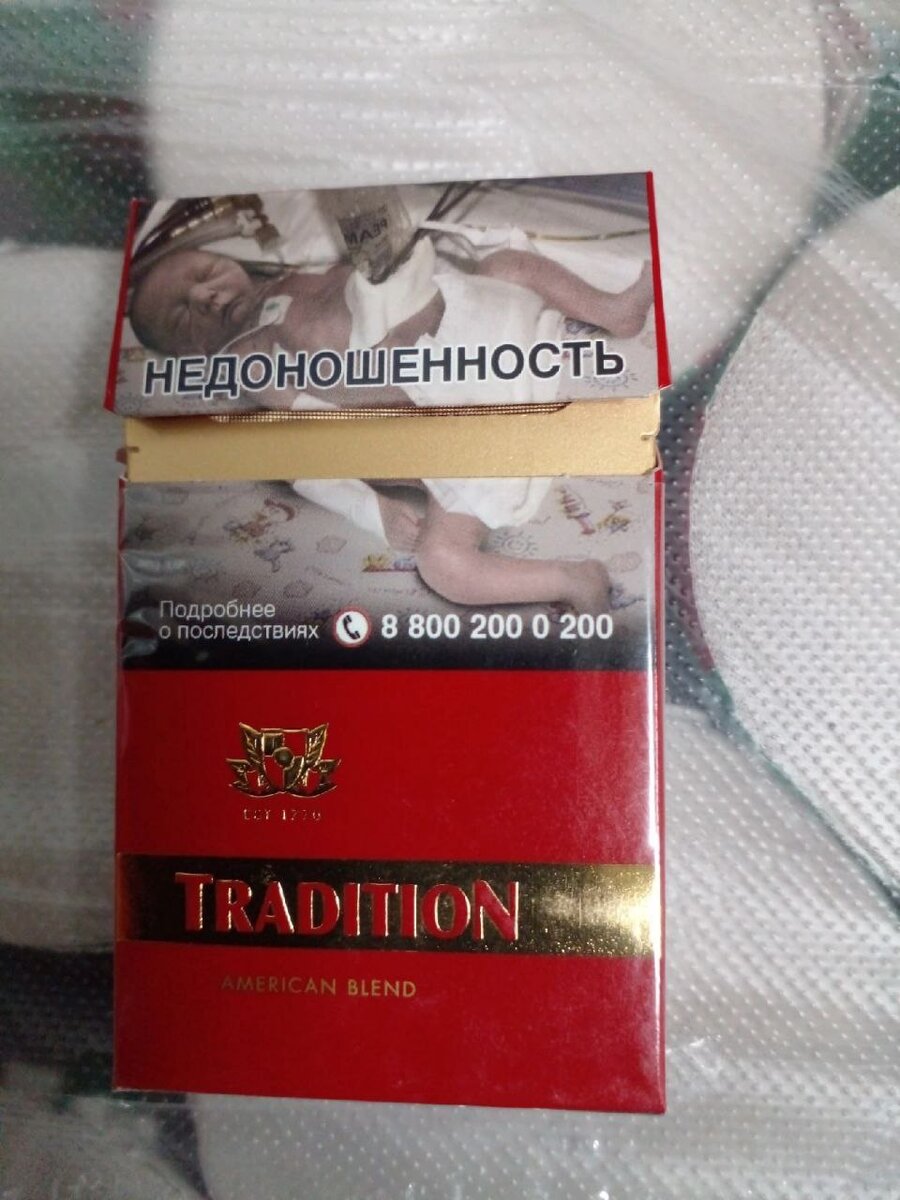 НЕДОНОШЕННОСТЬ
Подробнее
о последствиях 8 800 200 0 200
TRADITION
AMERICAN BLEND